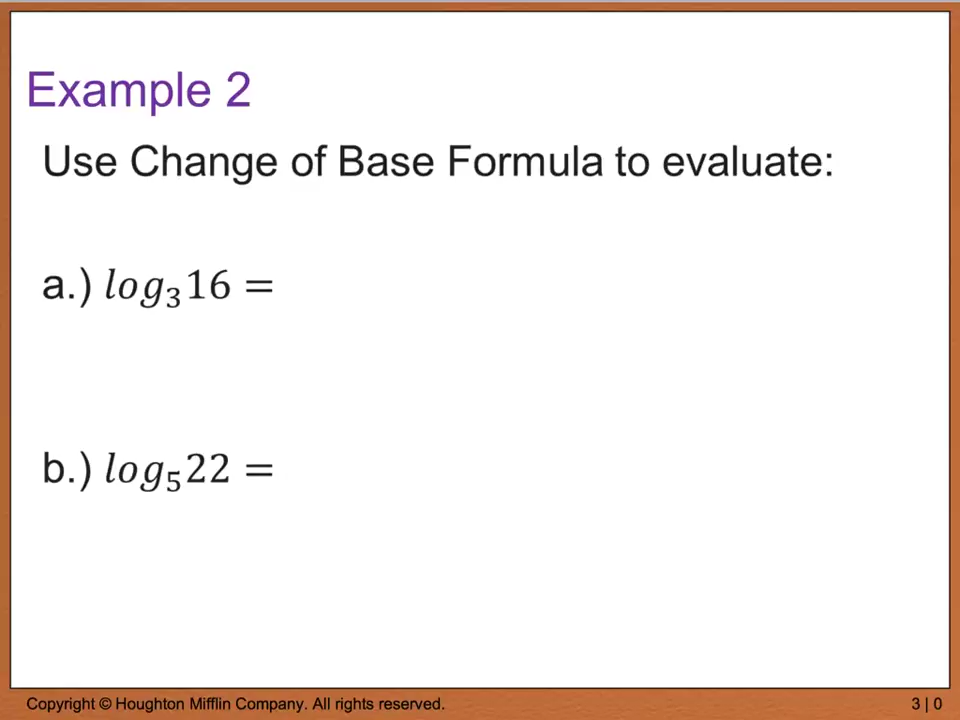 Example 2
Use Change of Base Formula to evaluate:
a.) log₃16 =
b.) log₅22 =
Copyright © Houghton Mifflin Company. All rights reserved.
3 | 0